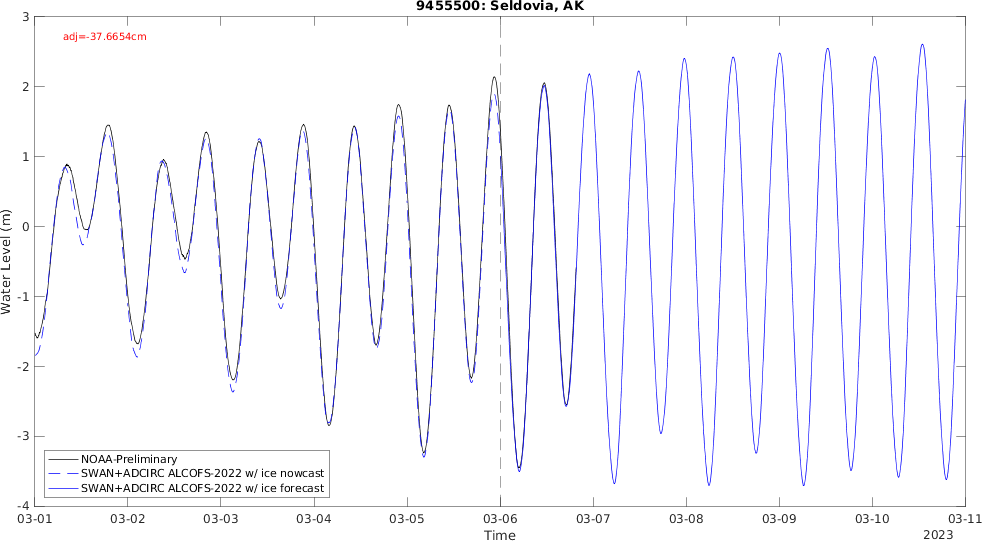 9455500: Seldovia, AK
adj=-37.6654cm
3
2
1
0
-1
-2
-3
-4
Water Level (m)
NOAA-Preliminary
SWAN+ADCIRC ALCOFS-2022 w/ ice nowcast
SWAN+ADCIRC ALCOFS-2022 w/ ice forecast
03-01 03-02 03-03 03-04 03-05 03-06 03-07 03-08 03-09 03-10 03-11
Time
2023